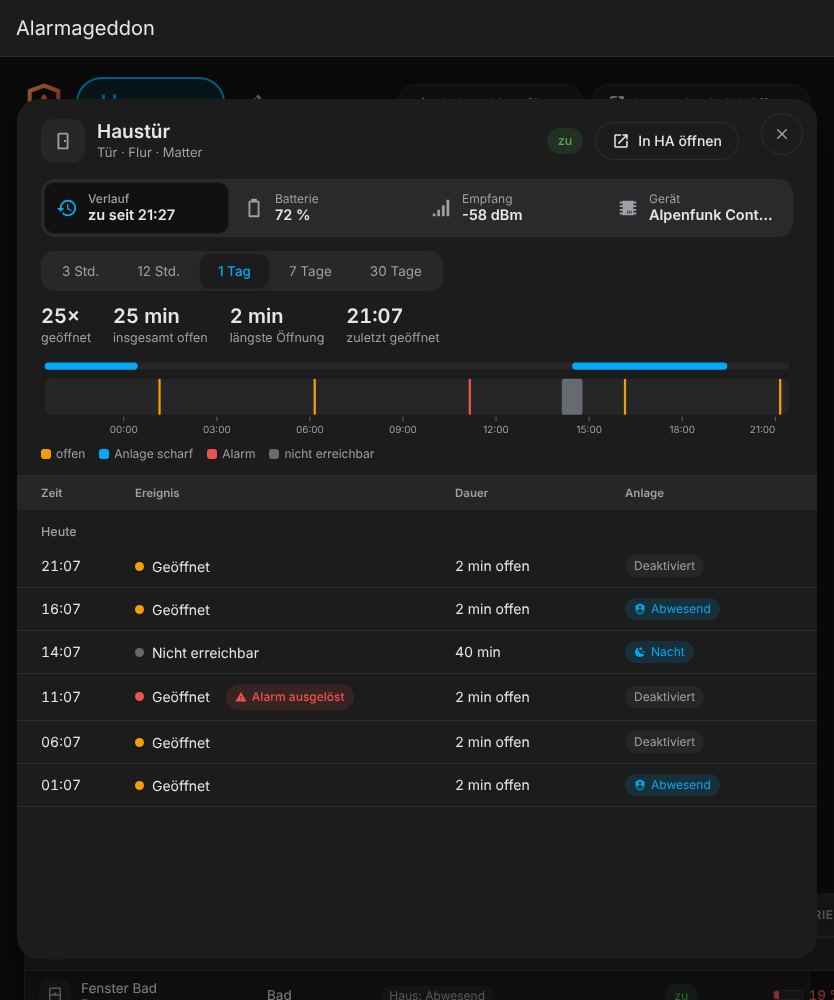 Alarmageddon
Haustür
Tür · Flur · Matter
zu
In HA öffnen
Verlauf
zu seit 21:27
Batterie
72 %
Empfang
-58 dBm
Gerät
Alpenfunk Cont…
3 Std.
12 Std.
1 Tag
7 Tage
30 Tage
25×
geöffnet
25 min
insgesamt offen
2 min
längste Öffnung
21:07
zuletzt geöffnet
00:00 03:00 06:00 09:00 12:00 15:00 18:00 21:00
offen Anlage scharf Alarm nicht erreichbar
Zeit Ereignis Dauer Anlage
Heute
21:07 Geöffnet 2 min offen Deaktiviert
16:07 Geöffnet 2 min offen Abwesend
14:07 Nicht erreichbar 40 min Nacht
11:07 Geöffnet Alarm ausgelöst 2 min offen Deaktiviert
06:07 Geöffnet 2 min offen Deaktiviert
01:07 Geöffnet 2 min offen Abwesend
Fenster Bad
Bad
Haus: Abwesend
zu
19